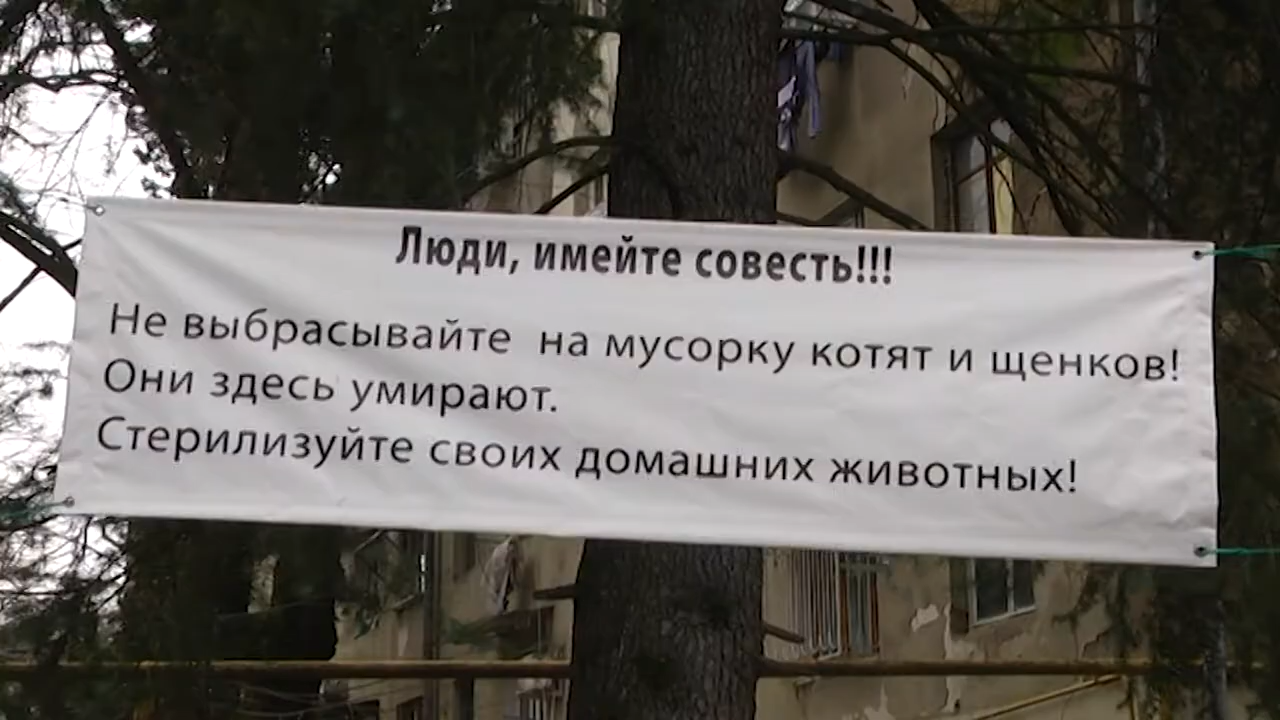 Люди, имейте совесть!!!
Не выбрасывайте на мусорку котят и щенков!
Они здесь умирают.
Стерилизуйте своих домашних животных!